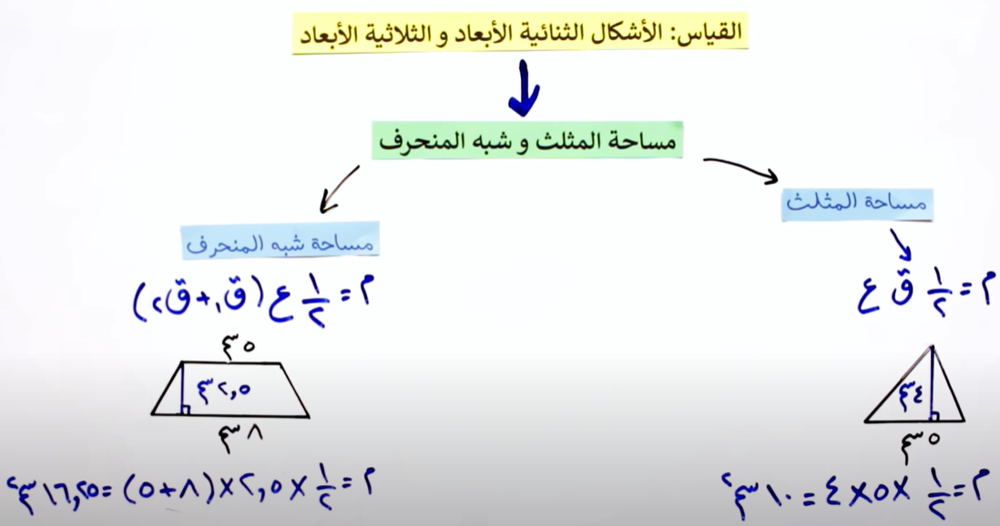 القياس: الأشكال الثنائية الأبعاد و الثلاثية الأبعاد
مساحة المثلث و شبه المنحرف
مساحة المثلث
م = ١/٢ ق ع
٤ سم
٥ سم
م = ١/٢ × ٥ × ٤ = ١٠ سم٢
مساحة شبه المنحرف
م = ١/٢ ع (ق١ + ق٢)
٥ سم
٢,٥ سم
٨ سم
م = ١/٢ × ٢,٥ × (٨ + ٥) = ١٦,٢٥ سم٢